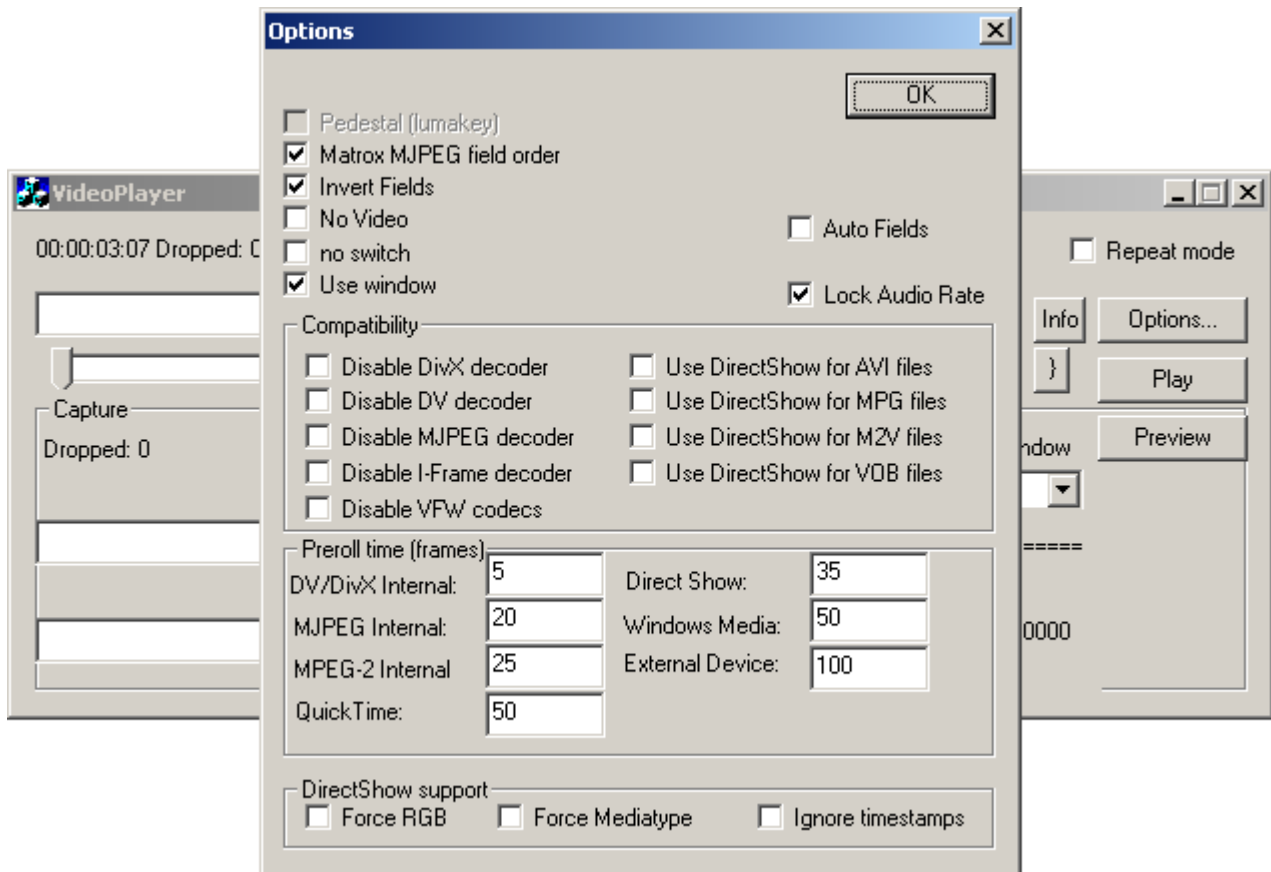 Options
OK
Pedestal (lumakey)
Matrox MJPEG field order
Invert Fields
No Video
no switch
Use window
Auto Fields
Lock Audio Rate
Compatibility
Disable DivX decoder
Disable DV decoder
Disable MJPEG decoder
Disable I-Frame decoder
Disable VFW codecs
Use DirectShow for AVI files
Use DirectShow for MPG files
Use DirectShow for M2V files
Use DirectShow for VOB files
Preroll time (frames)
DV/DivX Internal: 5
MJPEG Internal: 20
MPEG-2 Internal 25
QuickTime: 50
Direct Show: 35
Windows Media: 50
External Device: 100
DirectShow support
Force RGB
Force Mediatype
Ignore timestamps
VideoPlayer
00:00:03:07 Dropped:
Repeat mode
Info
Options...
}
Play
Capture
Dropped: 0
ndow
Preview
=====
0000